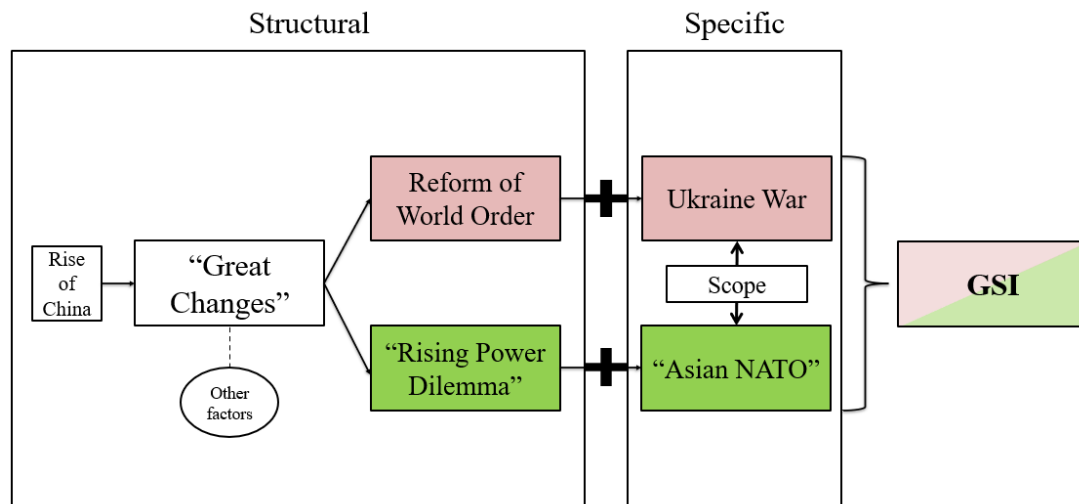 Structural
Specific
Rise
of
China
“Great
Changes”
Other
factors
Reform of
World Order
“Rising Power
Dilemma”
Ukraine War
Scope
“Asian NATO”
GSI